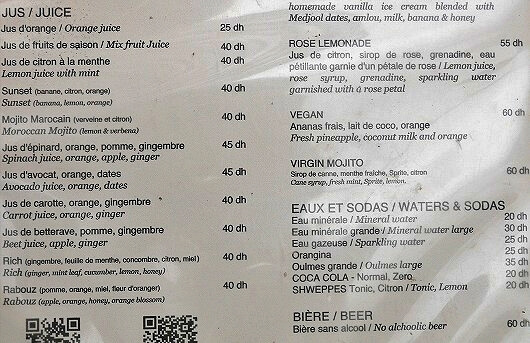 JUS / JUICE
Jus d'orange / Orange juice 25 dh
Jus de fruits de saison / Mix fruit Juice 40 dh
Jus de citron à la menthe 40 dh
Lemon juice with mint
Sunset (banane, citron, orange) 40 dh
Sunset (banana, lemon, orange)
Mojito Marocain (verveine et citron) 40 dh
Moroccan Mojito (lemon & verbena)
Jus d'épinard, orange, pomme, gingembre 45 dh
Spinach juice, orange, apple, ginger
Jus d'avocat, orange, dates 45 dh
Avocado juice, orange, dates
Jus de carotte, orange, gingembre 40 dh
Carrot juice, orange, ginger
Jus de betterave, pomme, gingembre 40 dh
Beet juice, apple, ginger
Rich (gingembre, feuille de menthe, concombre, citron, miel) 40 dh
Rich (ginger, mint leaf, cucumber, lemon, honey)
Rabouz (pomme, orange, miel, fleur d'oranger) 40 dh
Rabouz (apple, orange, honey, orange blossom)
homemade vanilla ice cream blended with
Medjool dates, amlou, milk, banana & honey
ROSE LEMONADE 55 dh
Jus de citron, sirop de rose, grenadine, eau
pétillante garnie d'un pétale de rose / Lemon juice,
rose syrup, grenadine, sparkling water
garnished with a rose petal
VEGAN 60 dh
Ananas frais, lait de coco, orange
Fresh pineapple, coconut milk and orange
VIRGIN MOJITO
Sirop de canne, menthe fraîche, Sprite, citron 60 dh
Cane syrup, fresh mint, Sprite, lemon.
EAUX ET SODAS / WATERS & SODAS
Eau minérale / Mineral water 20 dh
Eau minérale grande / Mineral water large 30 dh
Eau gazeuse / Sparkling water 25 dh
Orangina 25 dh
Oulmes grande / Oulmes large 35 dh
COCA COLA - Normal, Zero 20 dh
SHWEPPES Tonic, Citron / Tonic, Lemon 20 dh
BIÈRE / BEER
Bière sans alcool / No alchoolic beer 60 dh